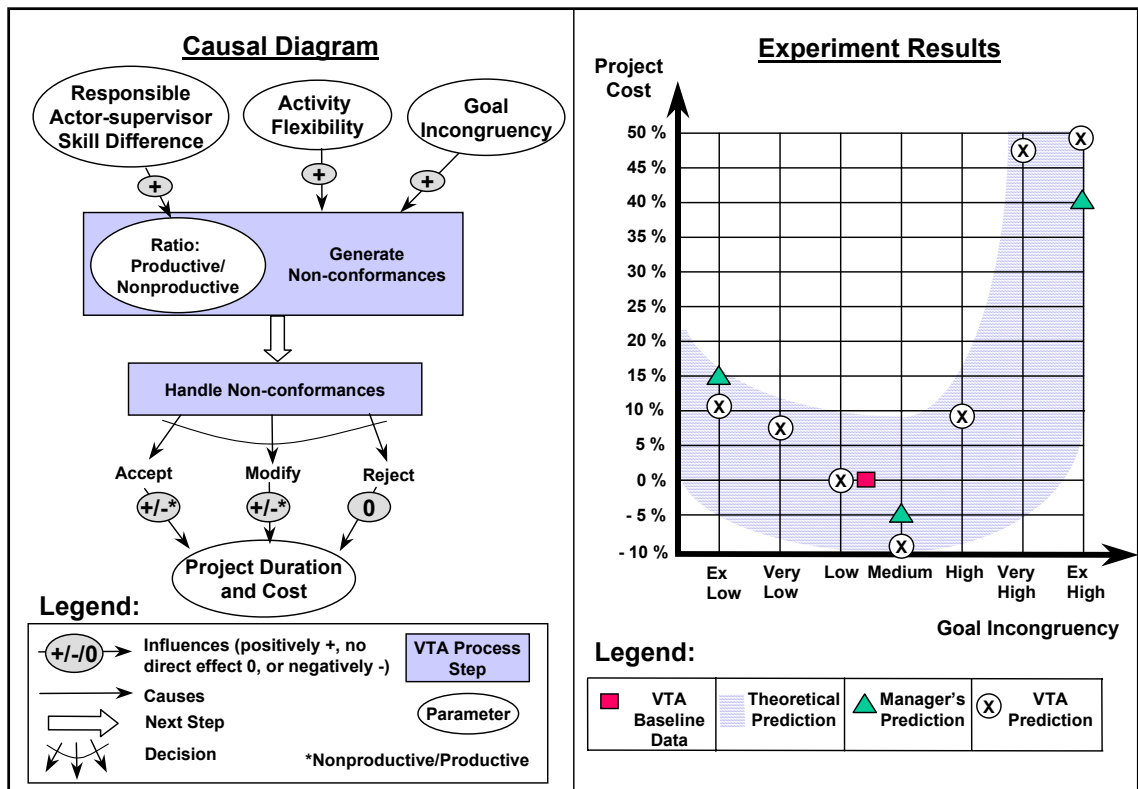 Causal Diagram
Responsible
Actor-supervisor
Skill Difference
Activity
Flexibility
Goal
Incongruency
+
+
+
Ratio:
Productive/
Nonproductive
Generate
Non-conformances
Handle Non-conformances
Accept
Modify
Reject
+/-*
+/-*
0
Project Duration
and Cost
Legend:
+/-/0
Influences (positively +, no
direct effect 0, or negatively -)
Causes
Next Step
Decision
VTA Process
Step
Parameter
*Nonproductive/Productive
Experiment Results
Project
Cost
50 %
45 %
40 %
35 %
30 %
25 %
20 %
15 %
10 %
5 %
0 %
- 5 %
- 10 %
X
X
X
X
X
X
X
Ex
Low
Very
Low
Low
Medium
High
Very
High
Ex
High
Goal Incongruency
Legend:
VTA
Baseline
Data
Theoretical
Prediction
Manager's
Prediction
X
VTA
Prediction